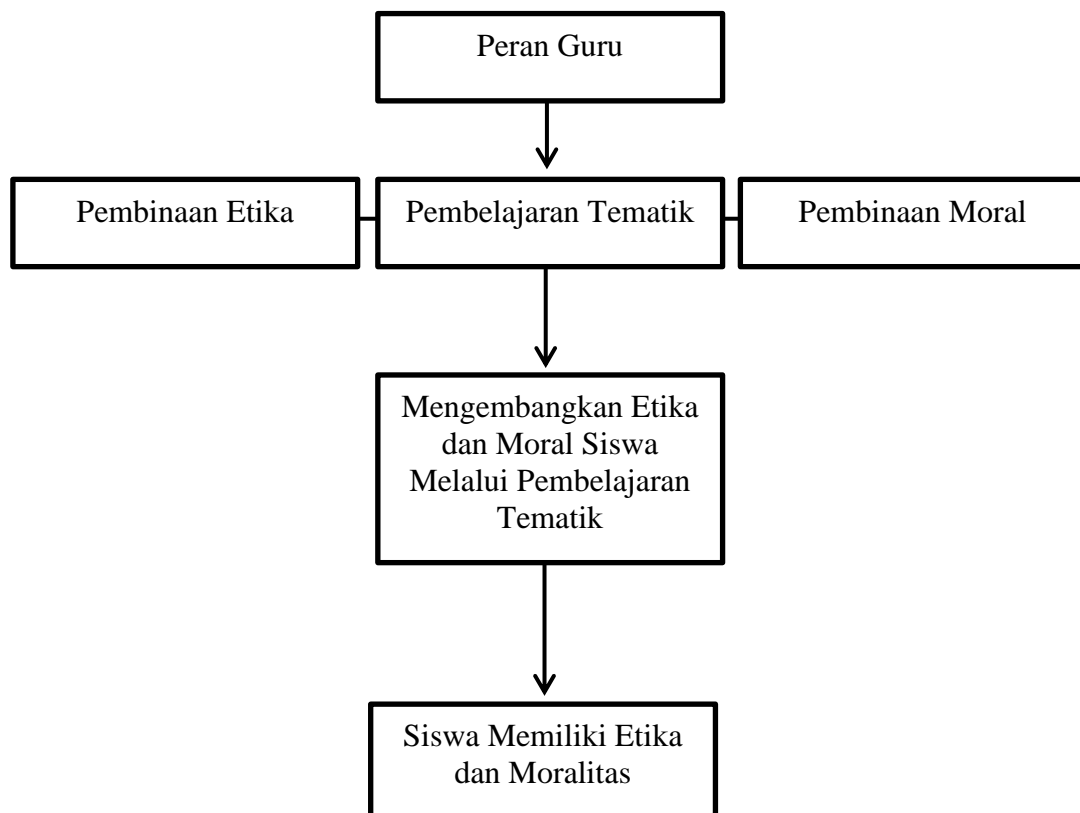 Peran Guru
Pembinaan Etika
Pembelajaran Tematik
Pembinaan Moral
Mengembangkan Etika
dan Moral Siswa
Melalui Pembelajaran
Tematik
Siswa Memiliki Etika
dan Moralitas